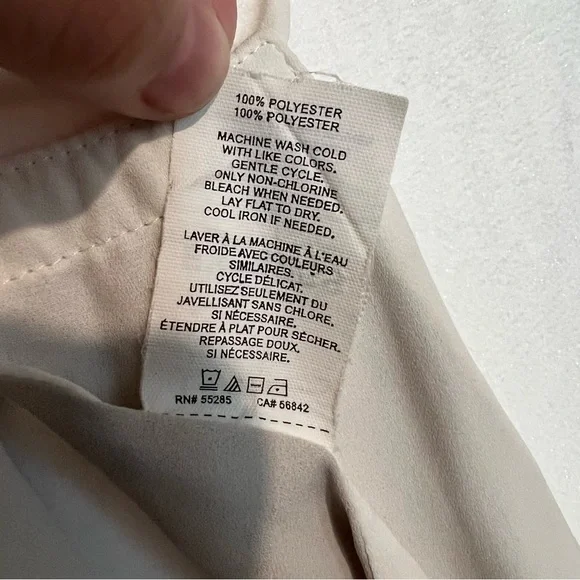 100% POLYESTER
100% POLYESTER
MACHINE WASH COLD
WITH LIKE COLORS.
GENTLE CYCLE.
ONLY NON-CHLORINE
BLEACH WHEN NEEDED.
LAY FLAT TO DRY.
COOL IRON IF NEEDED.
LAVER À LA MACHINE À L'EAU
FROIDE AVEC COULEURS
SIMILAIRES.
CYCLE DÉLICAT.
UTILISEZ SEULEMENT DU
JAVELLISANT SANS CHLORE.
SI NÉCESSAIRE.
ÉTENDRE À PLAT POUR SÉCHER.
REPASSAGE DOUX.
SI NÉCESSAIRE.
RN# 55285 CA# 56842